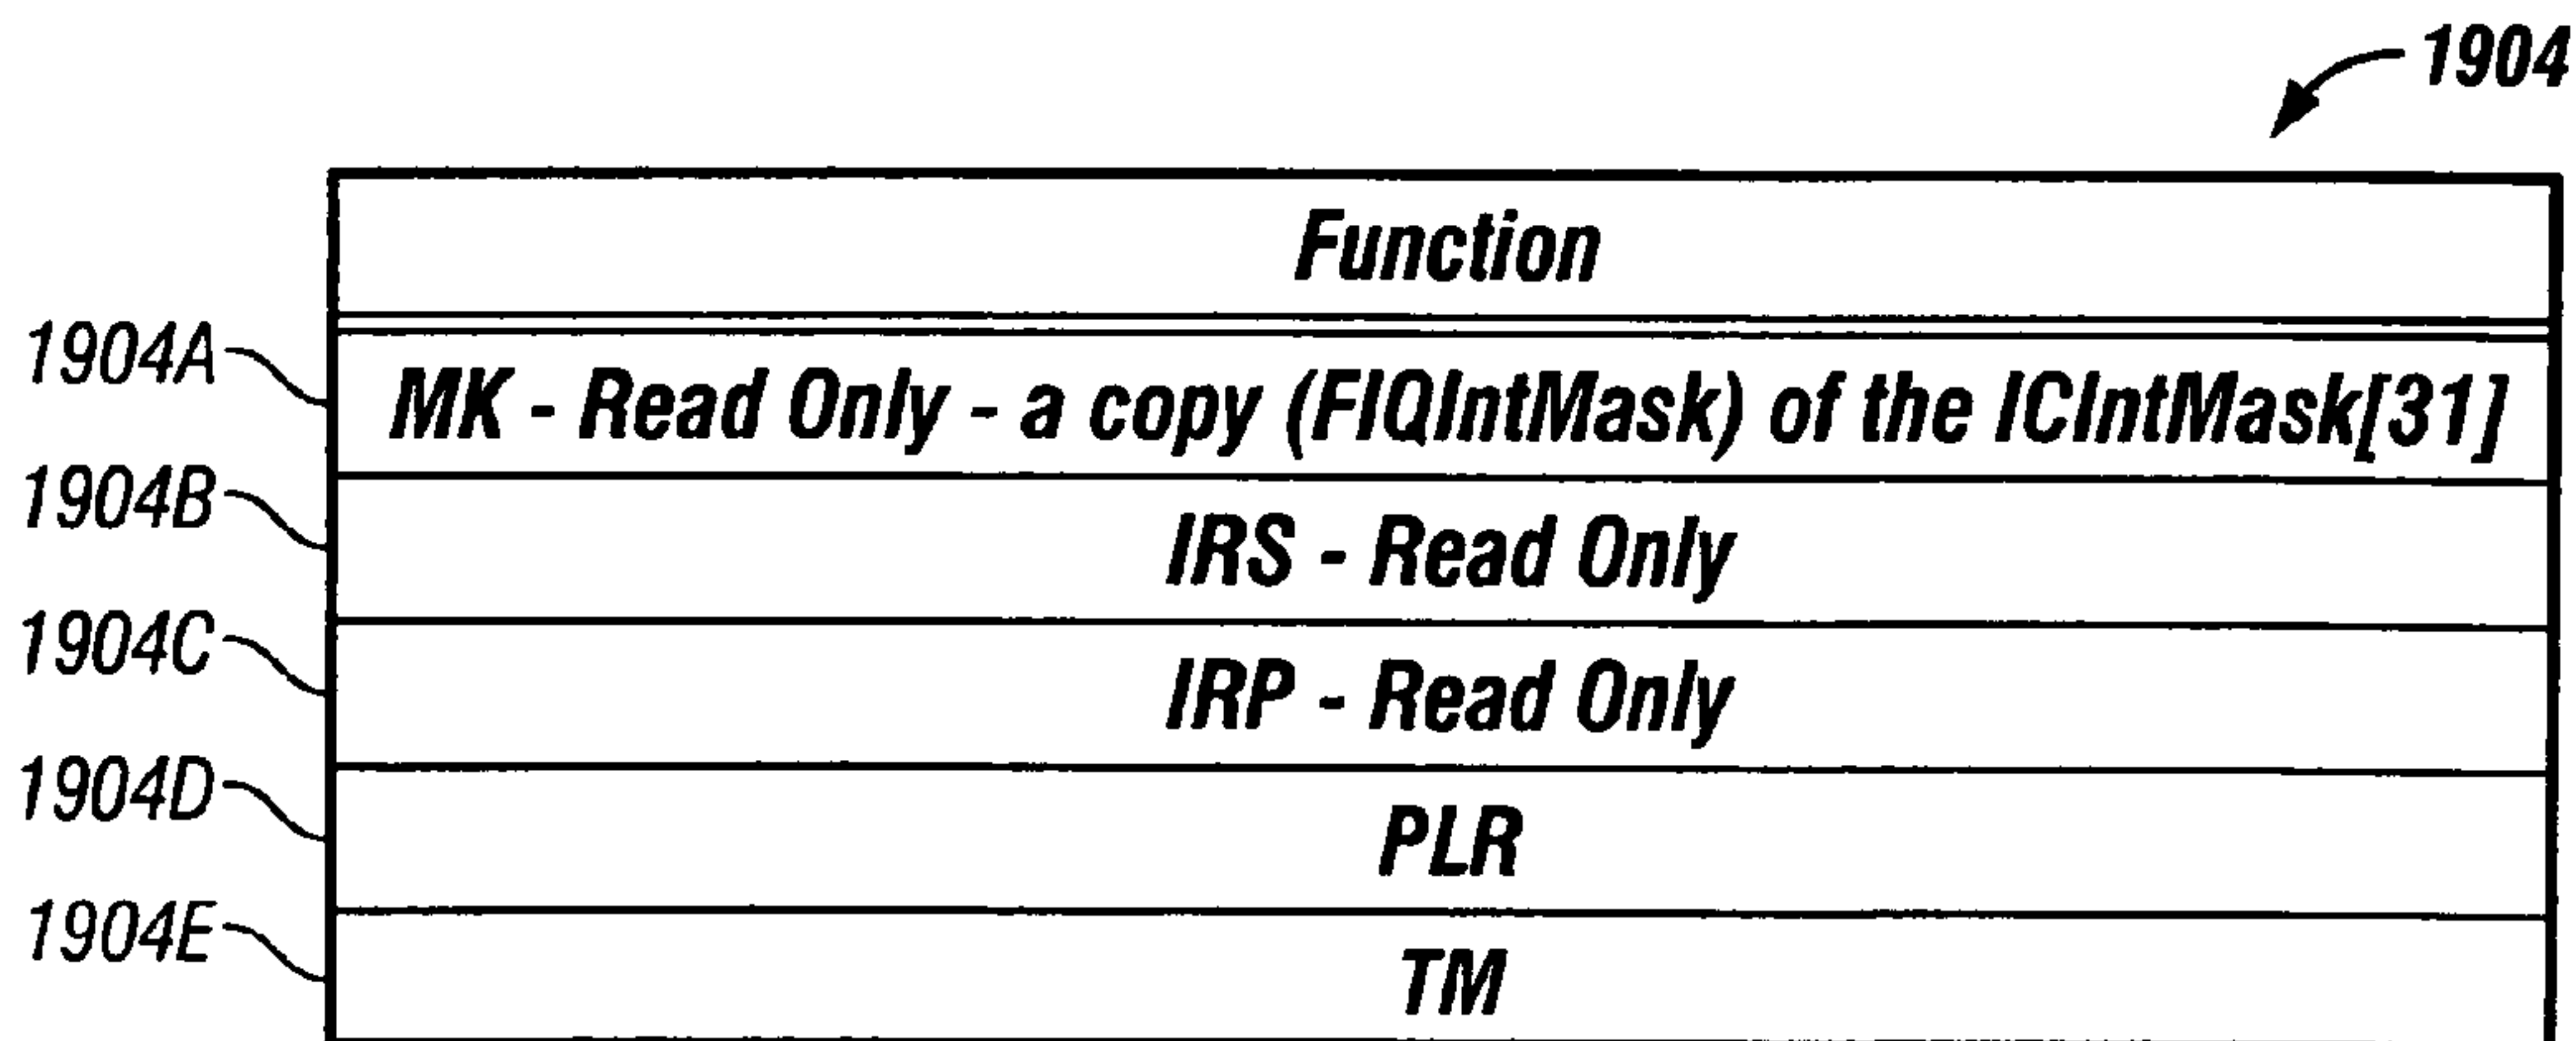 1904
Function
1904A MK - Read Only - a copy (FIQIntMask) of the ICIntMask[31]
1904B IRS - Read Only
1904C IRP - Read Only
1904D PLR
1904E TM